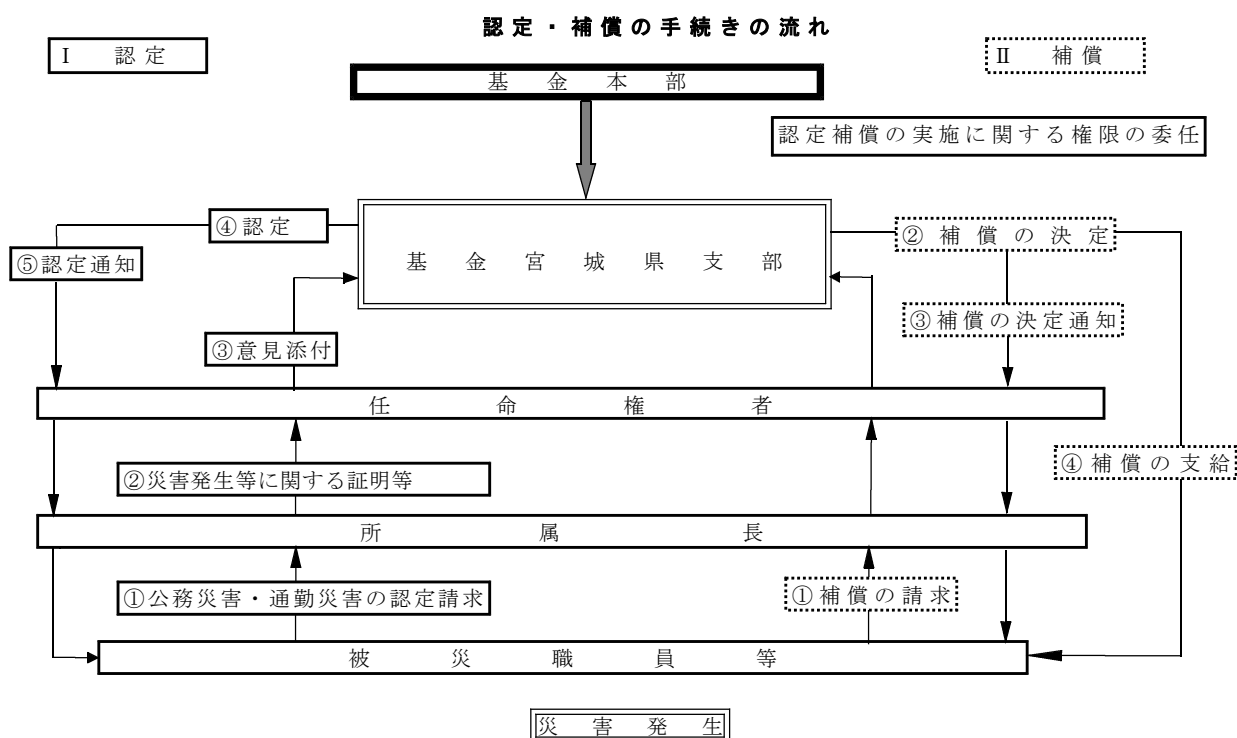 認定・補償の手続きの流れ
Ⅰ 認定
Ⅱ 補償
基金本部
認定補償の実施に関する権限の委任
④認定
②補償の決定
⑤認定通知
基金宮城県支部
③補償の決定通知
③意見添付
任命権者
②災害発生等に関する証明等
④補償の支給
所属長
①公務災害・通勤災害の認定請求
①補償の請求
被災職員等
災害発生